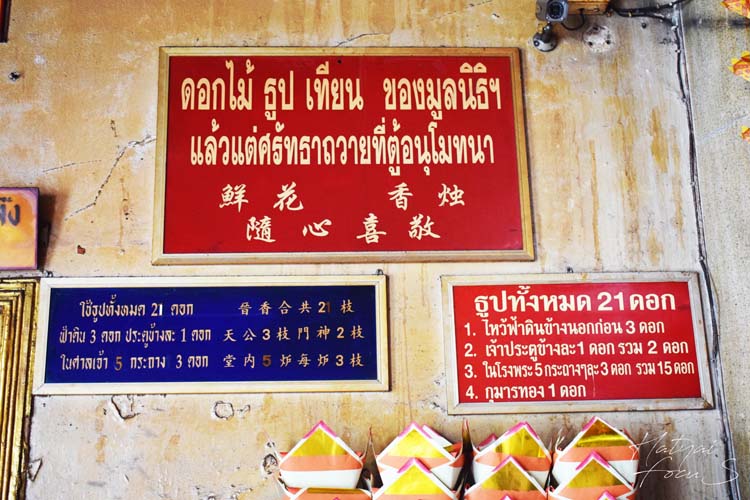 ดอกไม้ ธูป เทียน ของมูลนิธิฯ
แล้วแต่ศรัทธาถวายที่ตู้อนุโมทนา
鮮花 香烛
隨心喜敬
ใช้ธูปทั้งหมด 21 ดอก 晉香合共21枝
ฟ้าดิน 3 ดอก ประตูข้างละ 1 ดอก 天公3枝門神2枝
ในศาลเจ้า 5 กระถาง 3 ดอก 堂内5炉每炉3枝
ธูปทั้งหมด 21 ดอก
1. ไหว้ฟ้าดินข้างนอกก่อน 3 ดอก
2. เจ้าประตูข้างละ 1 ดอก รวม 2 ดอก
3. ในโรงพระ 5 กระถางๆละ 3 ดอก รวม 15 ดอก
4. กุมารทอง 1 ดอก
Hatyai
Focus